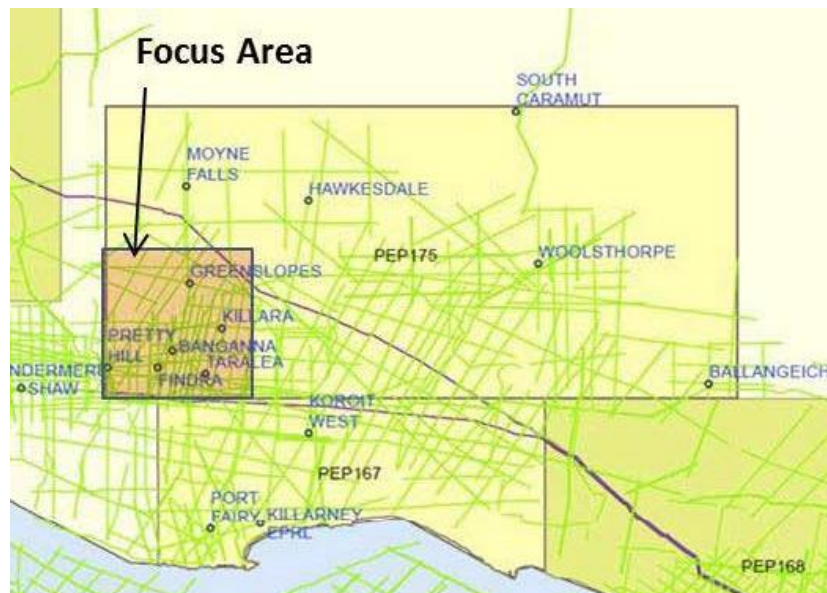 Focus Area
SOUTH
CARAMUT
MOYNE
FALLS
HAWKESDALE
PEP175
WOOLSTHORPE
GREENSLOPES
KILLARA
PRETTY
HILL
BANGANNA
TARALEA
FINDRA
NDERMERE
SHAW
BALLANGEICH
KOROIT
WEST
PEP167
PORT
FAIRY
KILLARNEY
EPRL
PEP168